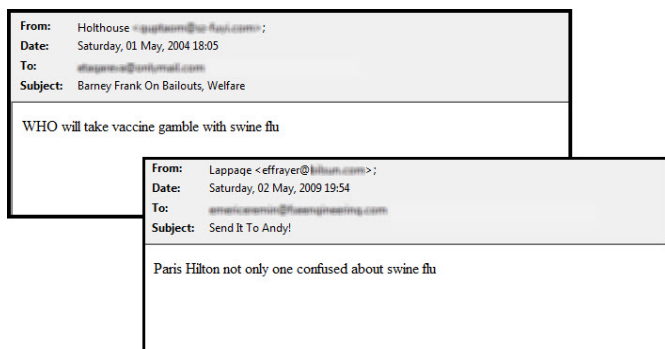 From: Holthouse
Date: Saturday, 01 May, 2004 18:05
To:
Subject: Barney Frank On Bailouts, Welfare
WHO will take vaccine gamble with swine flu
From: Lappage <effrayer@ >;
Date: Saturday, 02 May, 2009 19:54
To:
Subject: Send It To Andy!
Paris Hilton not only one confused about swine flu